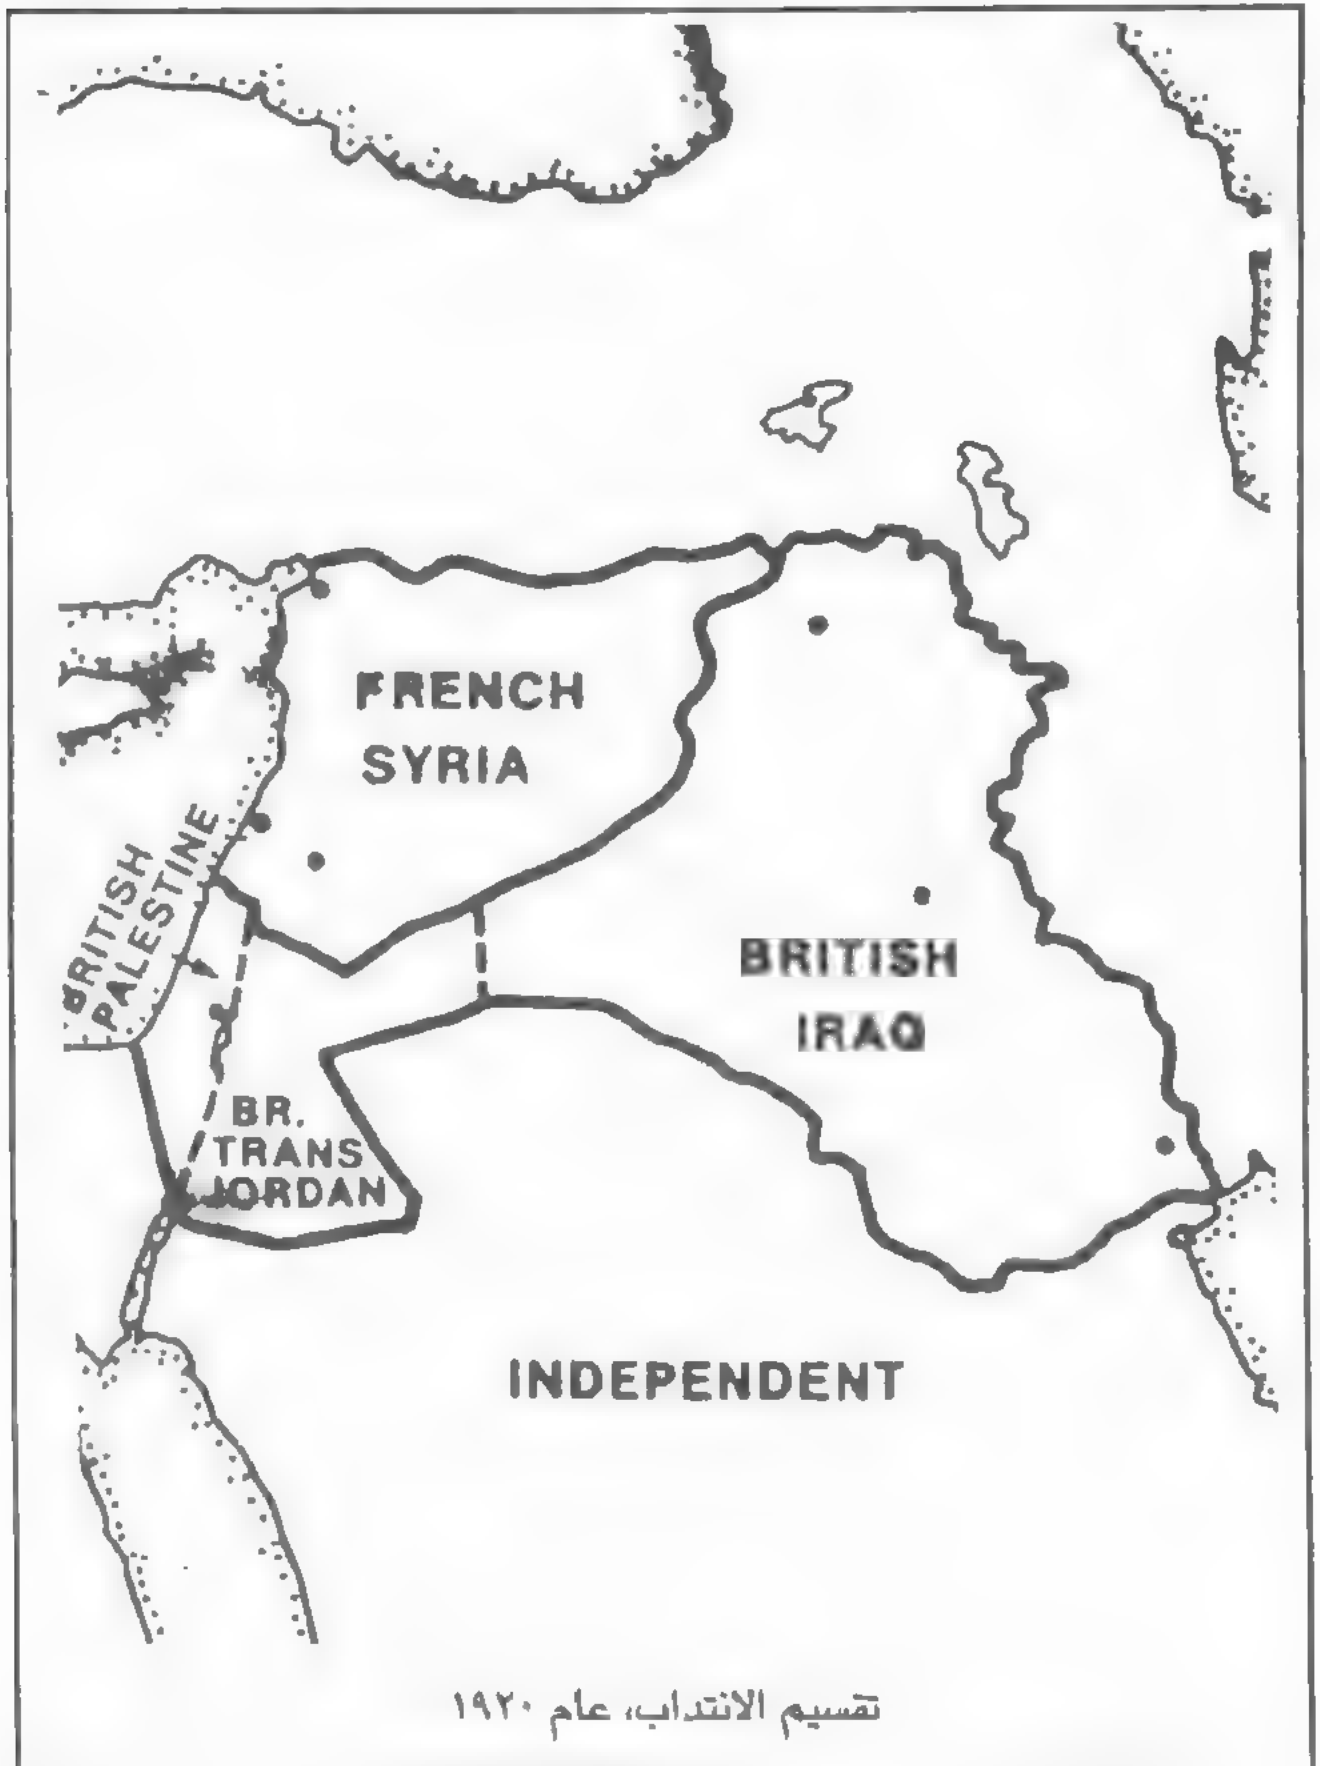 FRENCH
SYRIA
BRITISH
PALESTINE
BRITISH
IRAQ
BR.
TRANS
JORDAN
INDEPENDENT
تقسيم الانتداب، عام ١٩٢٠